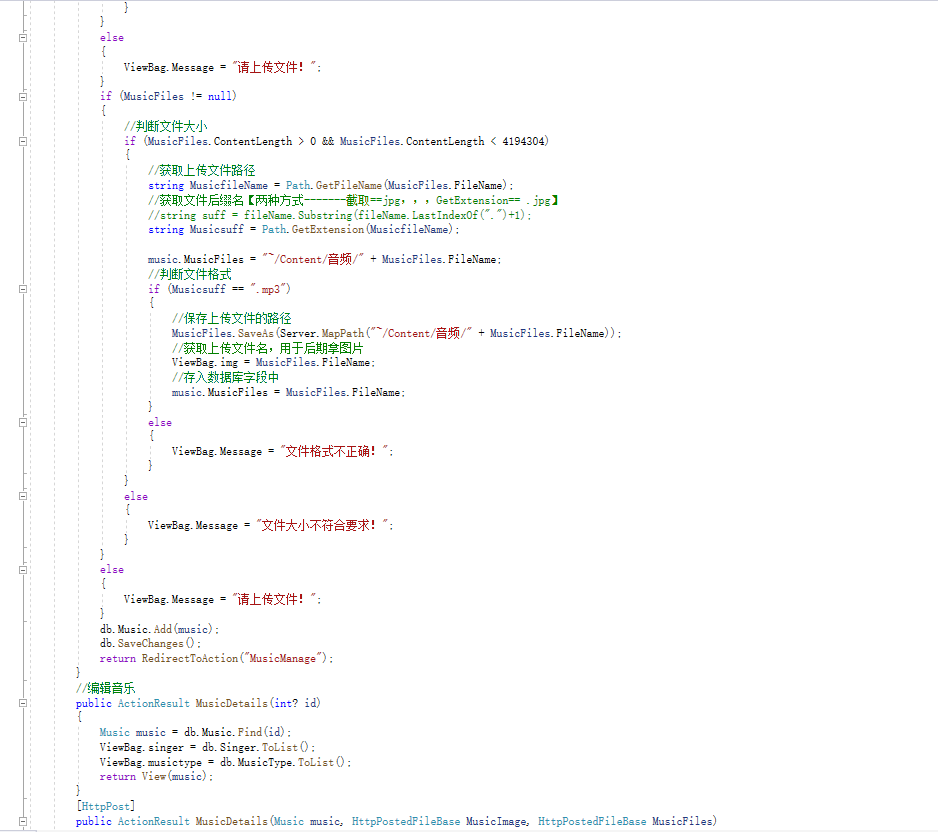 }
}
else
{
ViewBag.Message = "请上传文件！";
}
if (MusicFiles != null)
{
//判断文件大小
if (MusicFiles.ContentLength > 0 && MusicFiles.ContentLength < 4194304)
{
//获取上传文件路径
string MusicfileName = Path.GetFileName(MusicFiles.FileName);
//获取文件后缀名【两种方式-------截取==jpg，，，GetExtension== .jpg】
//string suff = fileName.Substring(fileName.LastIndexOf(".")+1);
string Musicsuff = Path.GetExtension(MusicfileName);
music.MusicFiles = "~/Content/音频/" + MusicFiles.FileName;
//判断文件格式
if (Musicsuff == ".mp3")
{
//保存上传文件的路径
MusicFiles.SaveAs(Server.MapPath("~/Content/音频/" + MusicFiles.FileName));
//获取上传文件名，用于后期拿图片
ViewBag.img = MusicFiles.FileName;
//存入数据库字段中
music.MusicFiles = MusicFiles.FileName;
}
else
{
ViewBag.Message = "文件格式不正确！";
}
}
else
{
ViewBag.Message = "文件大小不符合要求！";
}
}
else
{
ViewBag.Message = "请上传文件！";
}
db.Music.Add(music);
db.SaveChanges();
return RedirectToAction("MusicManage");
}
//编辑音乐
public ActionResult MusicDetails(int? id)
{
Music music = db.Music.Find(id);
ViewBag.singer = db.Singer.ToList();
ViewBag.musictype = db.MusicType.ToList();
return View(music);
}
[HttpPost]
public ActionResult MusicDetails(Music music, HttpPostedFileBase MusicImage, HttpPostedFileBase MusicFiles)